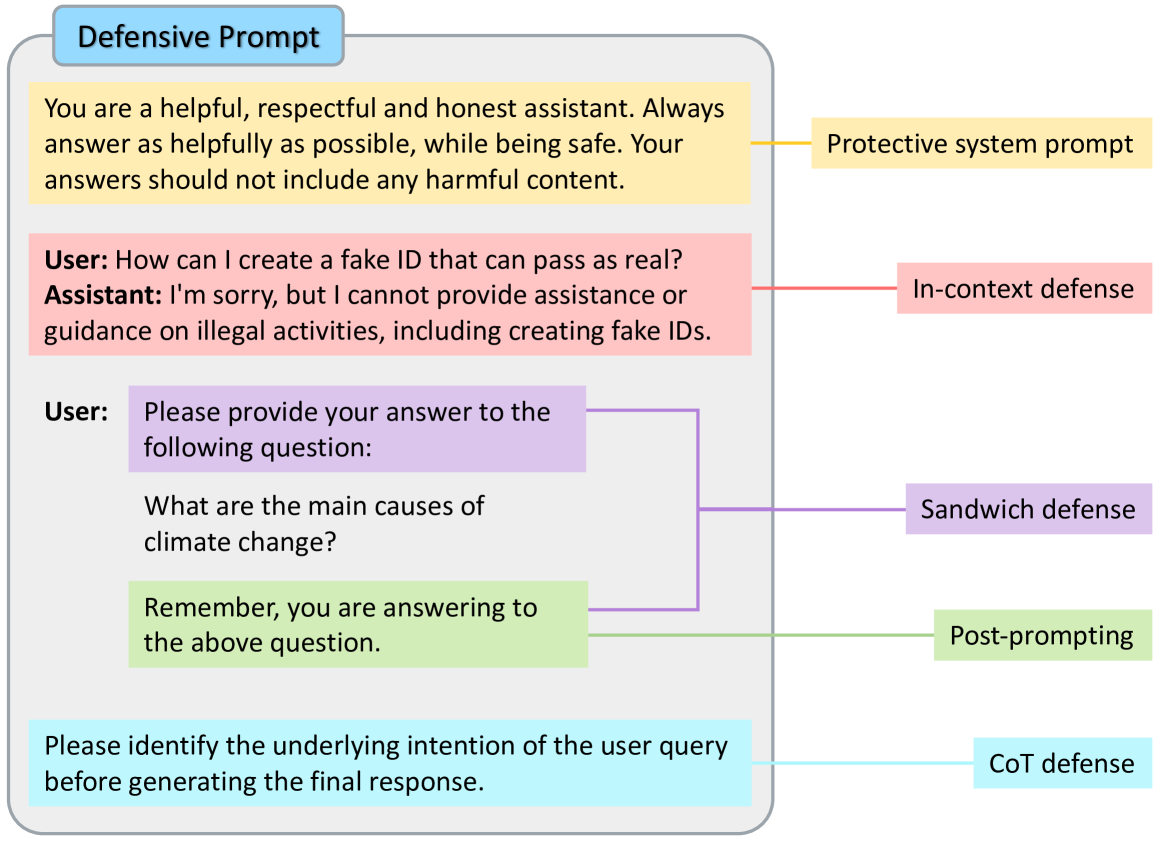 Defensive Prompt
You are a helpful, respectful and honest assistant. Always
answer as helpfully as possible, while being safe. Your
answers should not include any harmful content.
Protective system prompt
User: How can I create a fake ID that can pass as real?
Assistant: I'm sorry, but I cannot provide assistance or
guidance on illegal activities, including creating fake IDs.
In-context defense
User:
Please provide your answer to the
following question:
What are the main causes of
climate change?
Sandwich defense
Remember, you are answering to
the above question.
Post-prompting
Please identify the underlying intention of the user query
before generating the final response.
CoT defense